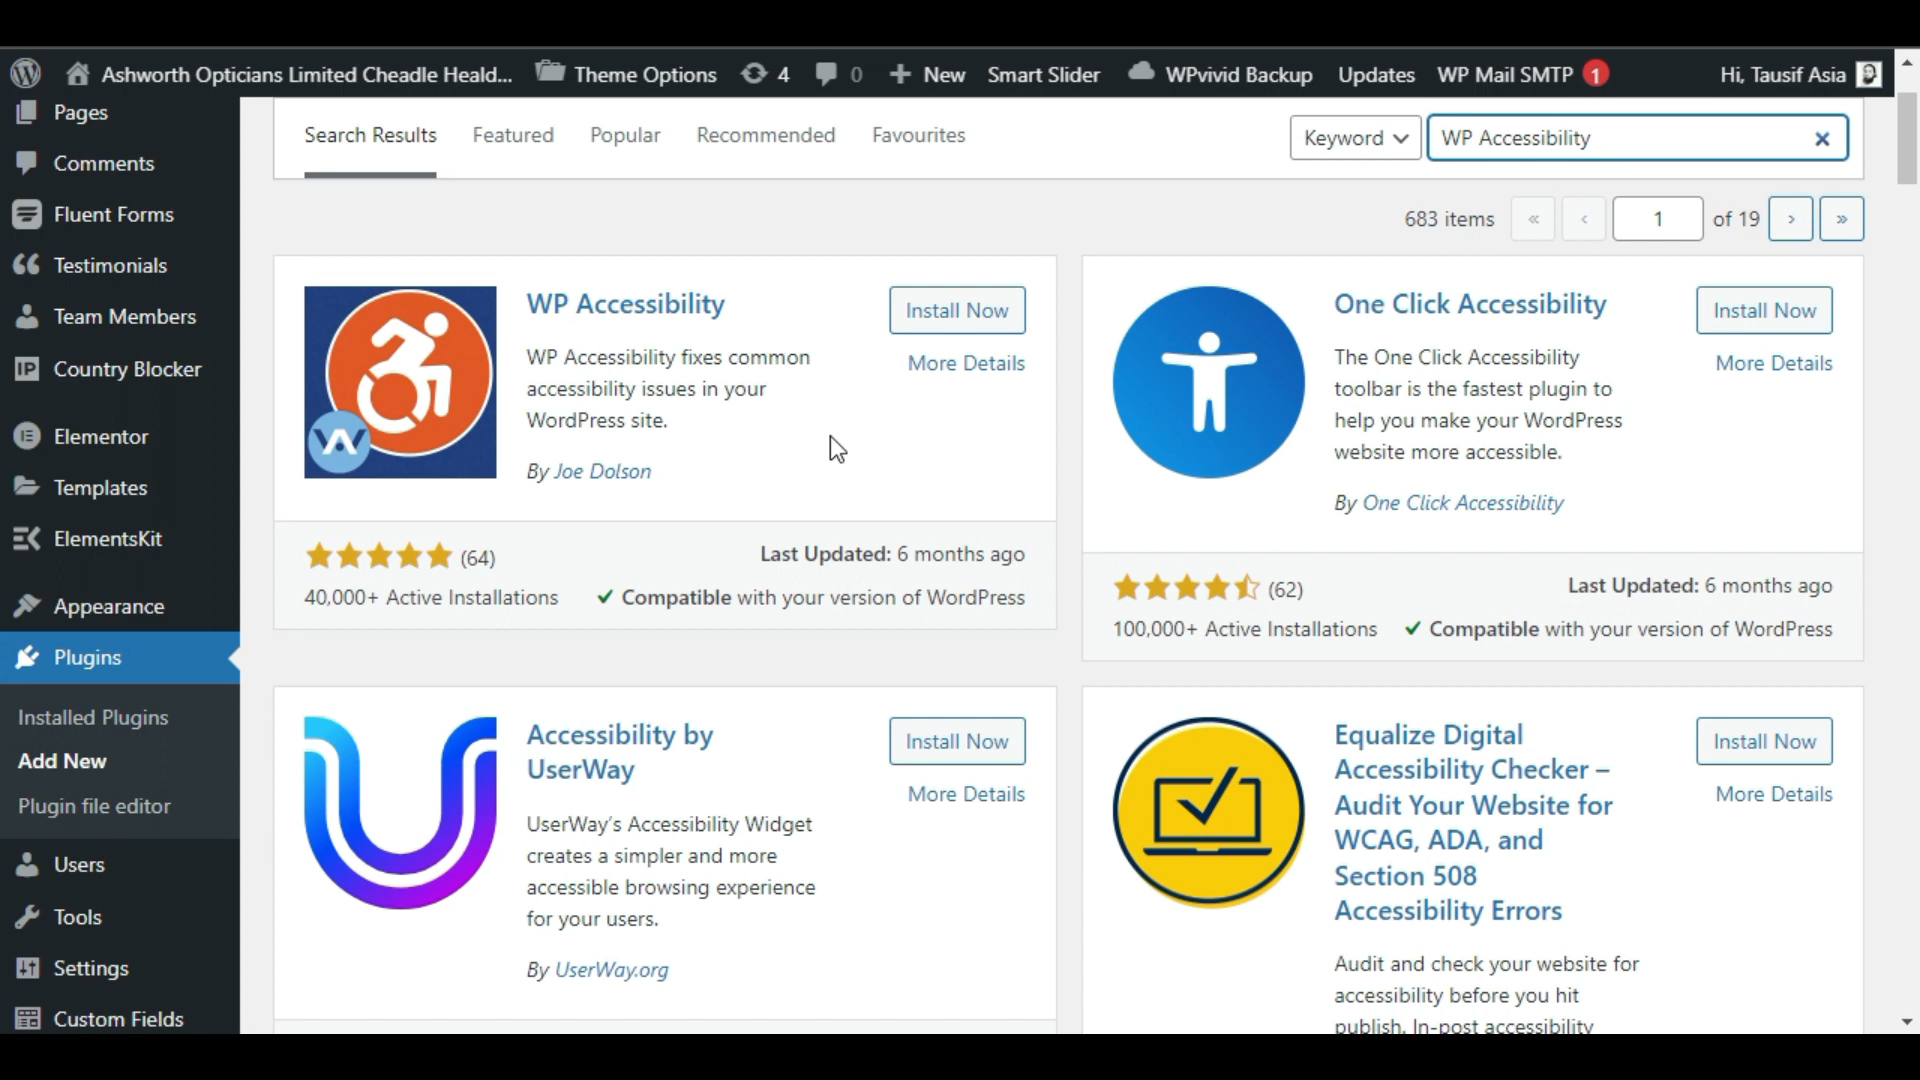 Ashworth Opticians Limited Cheadle Heald... Theme Options 4 0 New Smart Slider WPvivid Backup Updates WP Mail SMTP 1 Hi, Tausif Asia
Pages
Comments
Fluent Forms
Testimonials
Team Members
IP Country Blocker
Elementor
Templates
ElementsKit
Appearance
Plugins
Installed Plugins
Add New
Plugin file editor
Users
Tools
Settings
Custom Fields
Search Results Featured Popular Recommended Favourites Keyword WP Accessibility
683 items « ‹ 1 of 19 › »
WP Accessibility
Install Now
More Details
WP Accessibility fixes common
accessibility issues in your
WordPress site.
By Joe Dolson
(64) Last Updated: 6 months ago
40,000+ Active Installations Compatible with your version of WordPress
One Click Accessibility
Install Now
More Details
The One Click Accessibility
toolbar is the fastest plugin to
help you make your WordPress
website more accessible.
By One Click Accessibility
(62) Last Updated: 6 months ago
100,000+ Active Installations Compatible with your version of WordPress
Accessibility by
UserWay
Install Now
More Details
UserWay's Accessibility Widget
creates a simpler and more
accessible browsing experience
for your users.
By UserWay.org
Equalize Digital
Accessibility Checker –
Audit Your Website for
WCAG, ADA, and
Section 508
Accessibility Errors
Install Now
More Details
Audit and check your website for
accessibility before you hit
publish. In-post accessibility